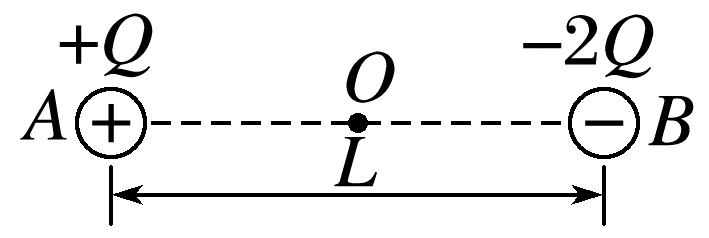 +Q −2Q
O
A + − B
L